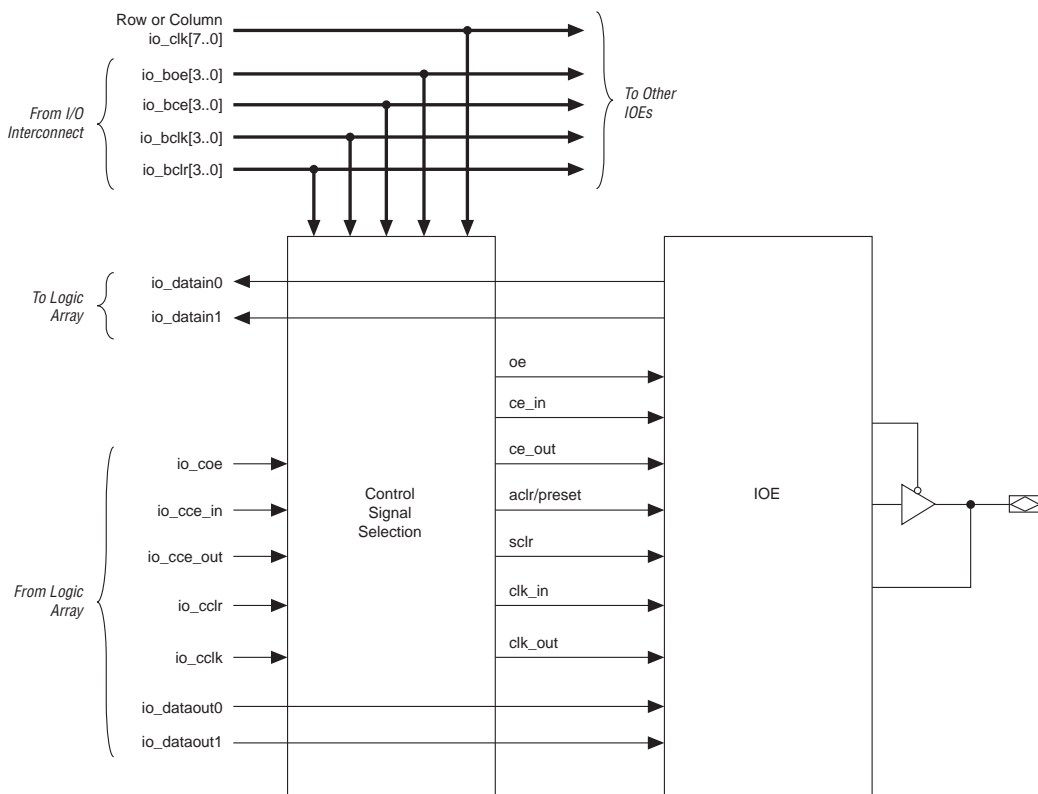 Row or Column
io_clk[7..0]
io_boe[3..0]
From I/O
Interconnect
io_bce[3..0]
io_bclk[3..0]
io_bclr[3..0]
To Other
IOEs
io_datain0
To Logic
Array
io_datain1
oe
ce_in
io_coe
ce_out
io_cce_in
Control
Signal
Selection
aclr/preset
IOE
io_cce_out
sclr
From Logic
Array
io_cclr
clk_in
io_cclk
clk_out
io_dataout0
io_dataout1